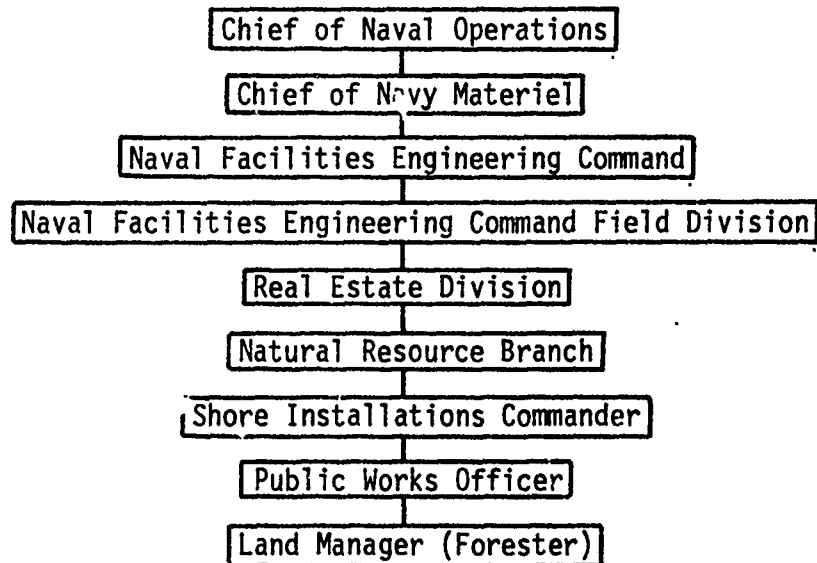 Chief of Naval Operations
Chief of Navy Materiel
Naval Facilities Engineering Command
Naval Facilities Engineering Command Field Division
Real Estate Division
Natural Resource Branch
Shore Installations Commander
Public Works Officer
Land Manager (Forester)